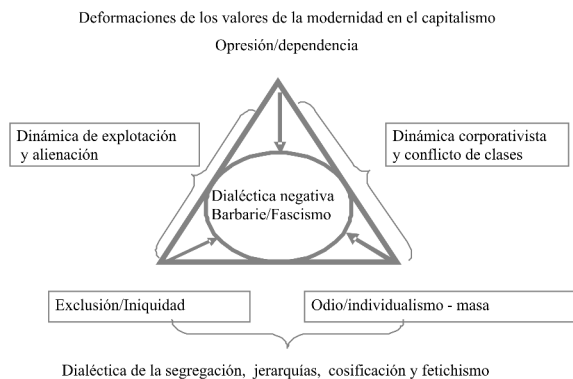 Deformaciones de los valores de la modernidad en el capitalismo
Opresión/dependencia
Dinámica de explotación
y alienación
Dinámica corporativista
y conflicto de clases
Dialéctica negativa
Barbarie/Fascismo
Exclusión/Iniquidad
Odio/individualismo - masa
Dialéctica de la segregación, jerarquías, cosificación y fetichismo